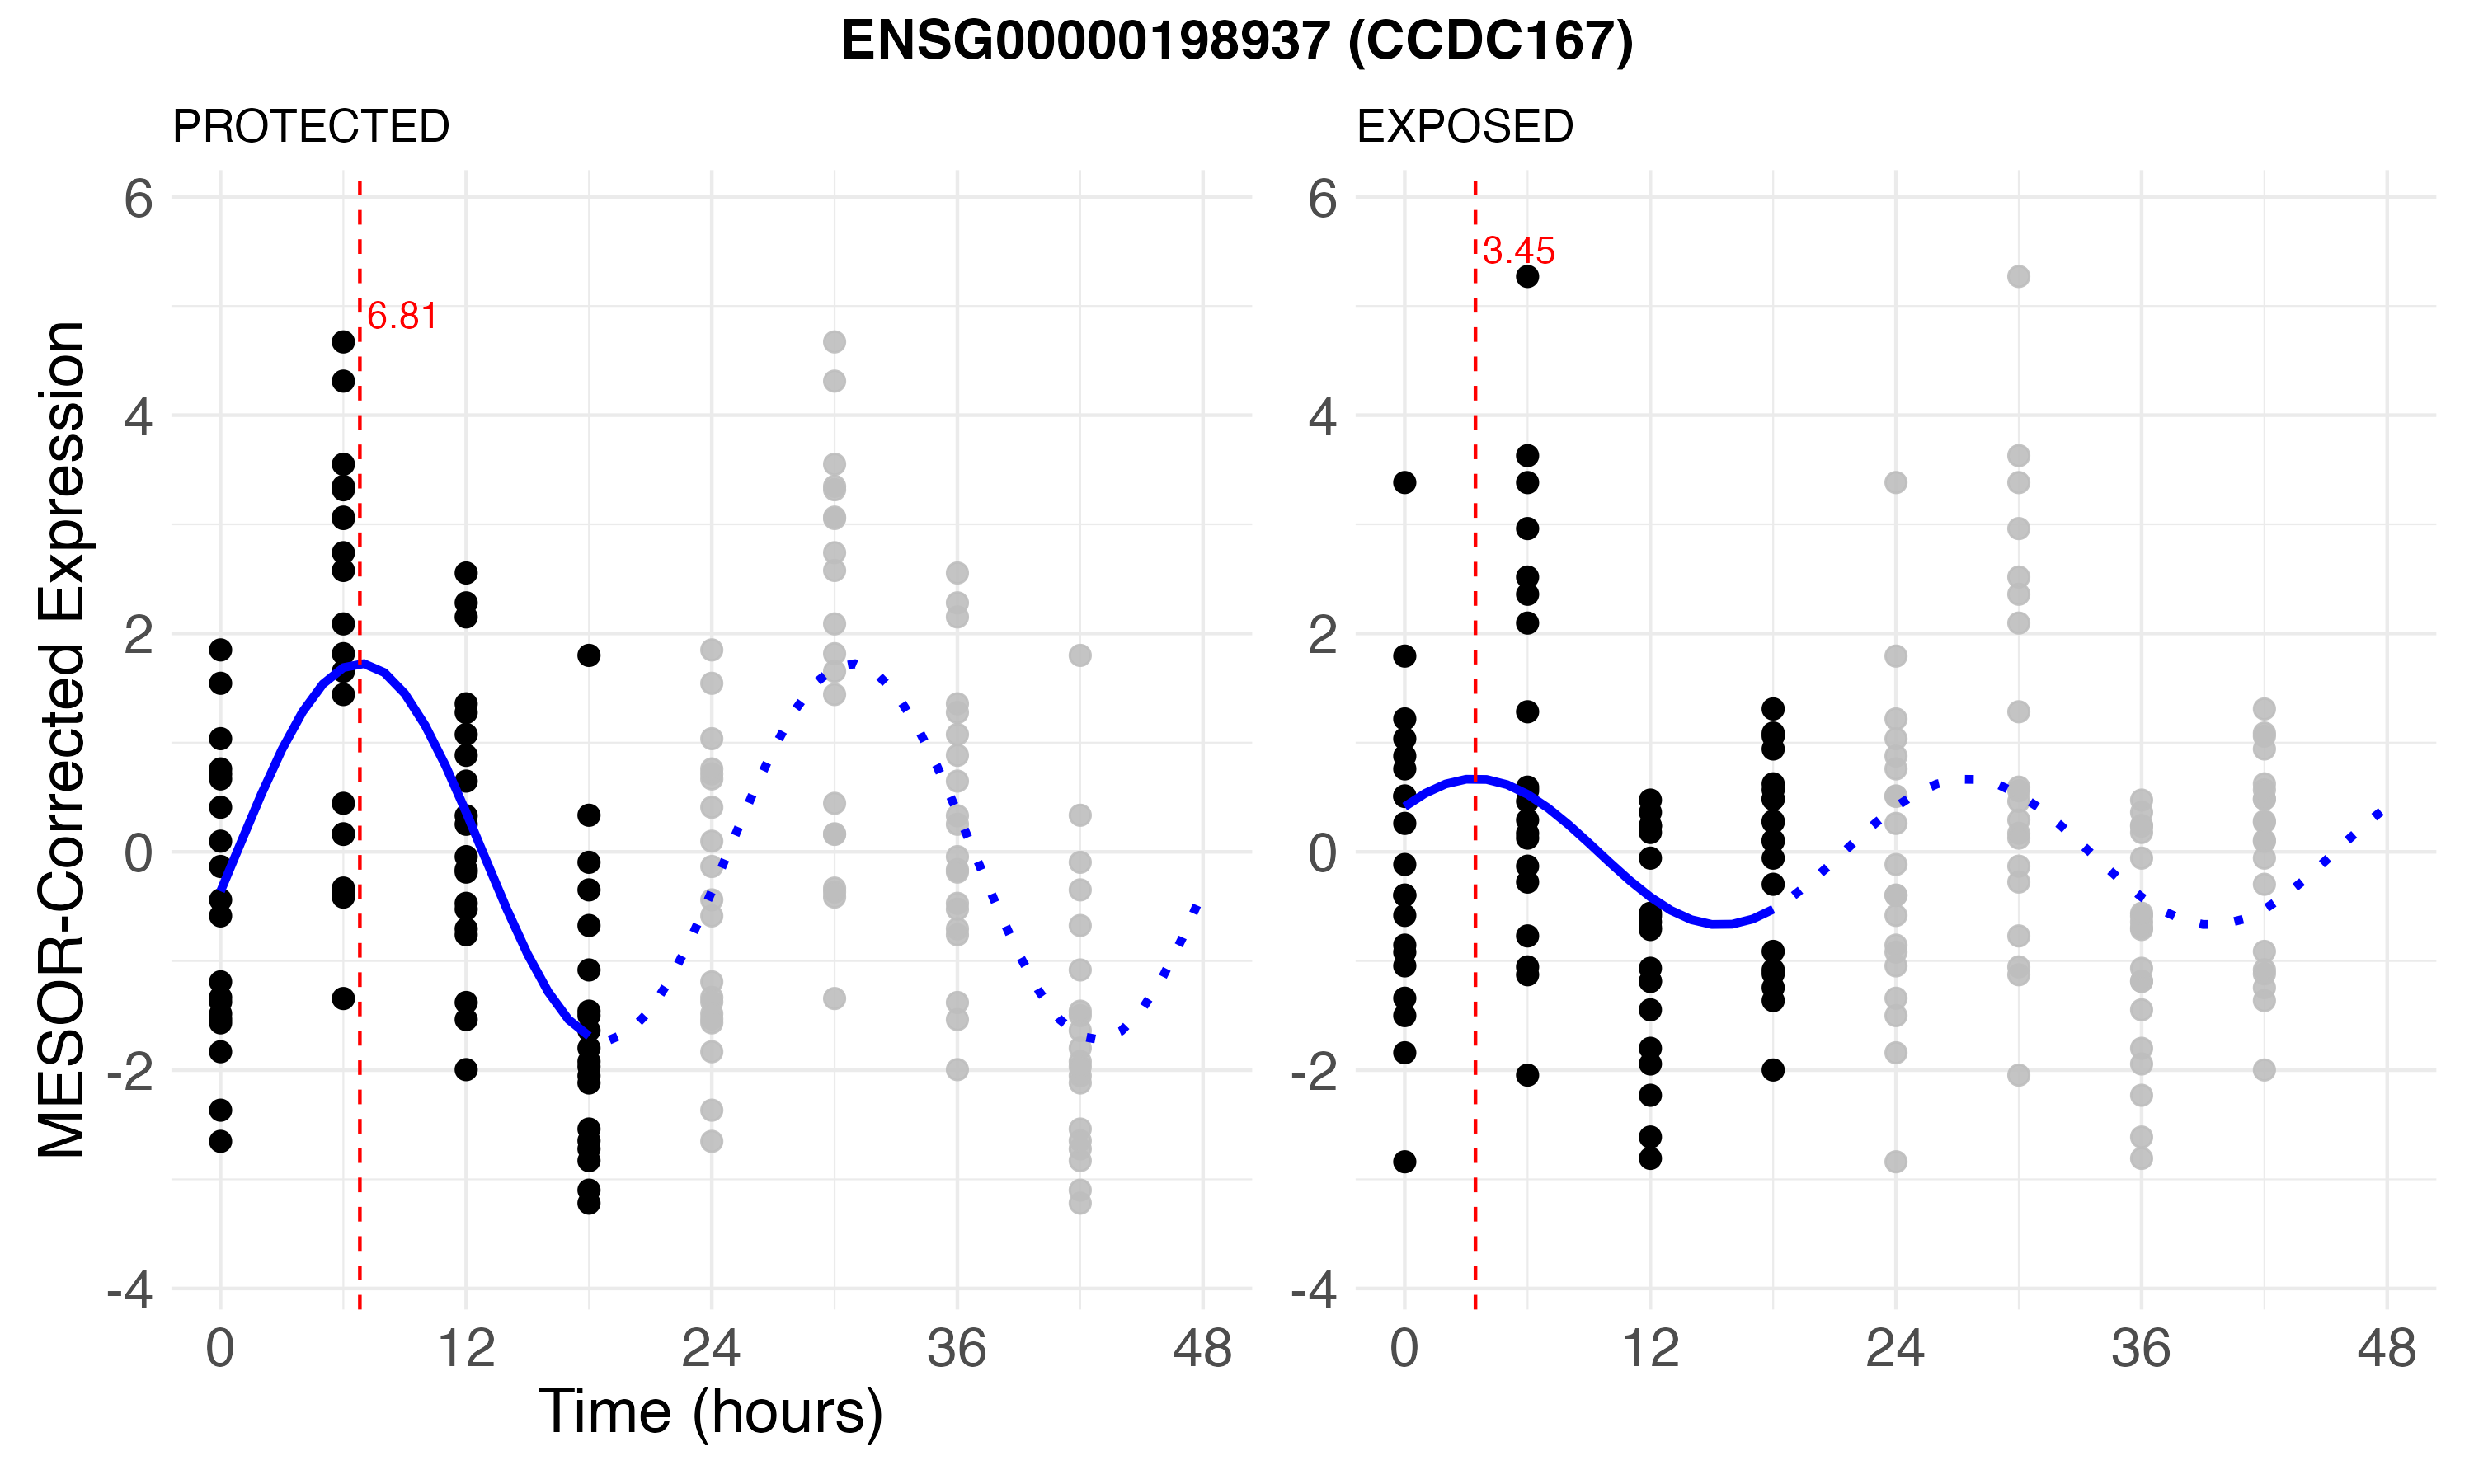 ENSG00000198937 (CCDC167)
PROTECTED
EXPOSED
MESOR-Corrected Expression
6
4
2
0
-2
-4
6.81
0 12 24 36 48
6
4
2
0
-2
-4
3.45
0 12 24 36 48
Time (hours)